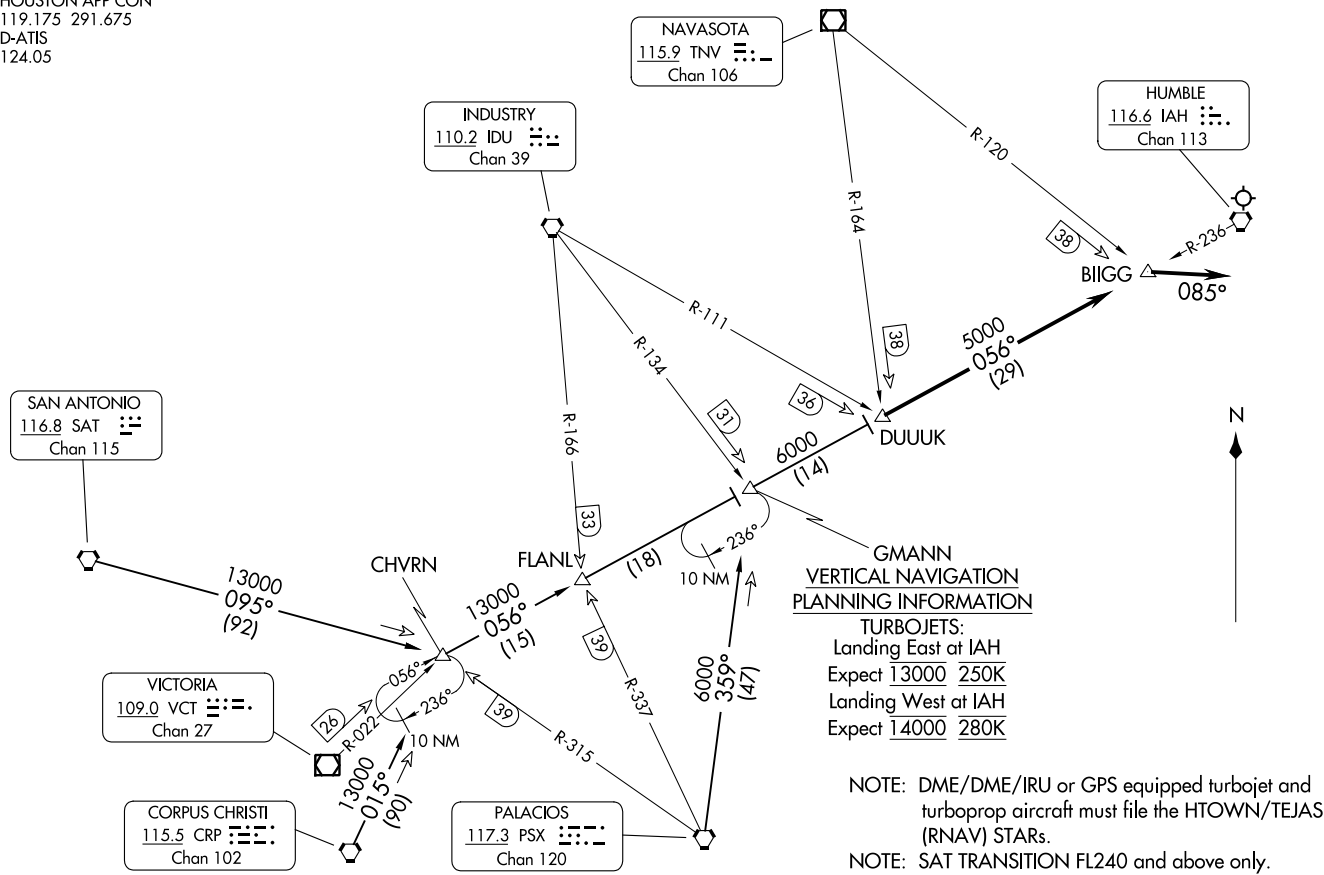 HOUSTON APP CON
119.175 291.675
D-ATIS
124.05
NAVASOTA
115.9 TNV
Chan 106
HUMBLE
116.6 IAH
Chan 113
INDUSTRY
110.2 IDU
Chan 39
R-120
R-164
R-236
38
BIIGG
085°
R-111
R-134
R-166
38
5000
056°
(29)
36
31
DUUUK
6000
(14)
N
SAN ANTONIO
116.8 SAT
Chan 115
33
236°
10 NM
(18)
FLANL
GMANN
CHVRN
13000
095°
(92)
13000
056°
(15)
VERTICAL NAVIGATION
PLANNING INFORMATION
TURBOJETS:
Landing East at IAH
Expect 13000 250K
Landing West at IAH
Expect 14000 280K
39
R-337
6000
359°
(47)
056°
236°
10 NM
39
R-315
VICTORIA
109.0 VCT
Chan 27
26
R-022
13000
015°
(90)
CORPUS CHRISTI
115.5 CRP
Chan 102
PALACIOS
117.3 PSX
Chan 120
NOTE: DME/DME/IRU or GPS equipped turbojet and
turboprop aircraft must file the HTOWN/TEJAS
(RNAV) STARs.
NOTE: SAT TRANSITION FL240 and above only.